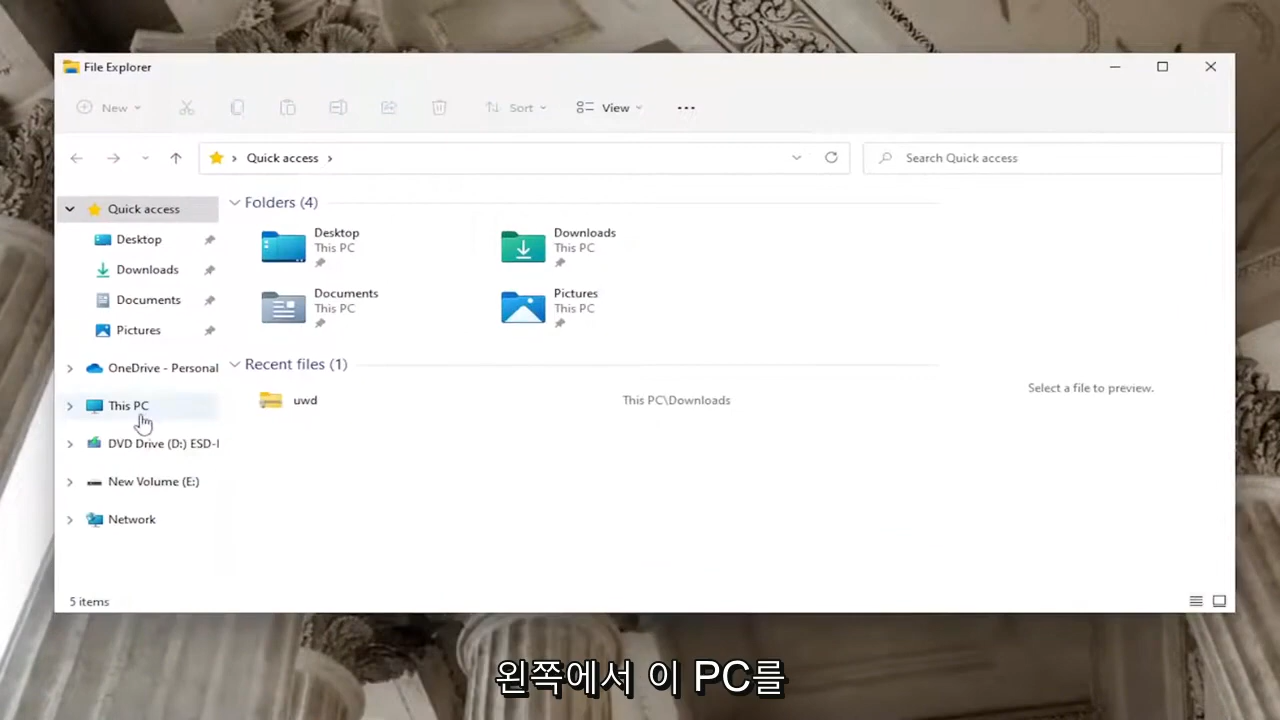 File Explorer
New
Sort
View
Quick access
Search Quick access
Quick access
Desktop
Downloads
Documents
Pictures
OneDrive - Personal
This PC
DVD Drive (D:) ESD-I
New Volume (E:)
Network
Folders (4)
Desktop
This PC
Downloads
This PC
Documents
This PC
Pictures
This PC
Recent files (1)
uwd
This PC\Downloads
Select a file to preview.
5 items
왼쪽에서 이 PC를